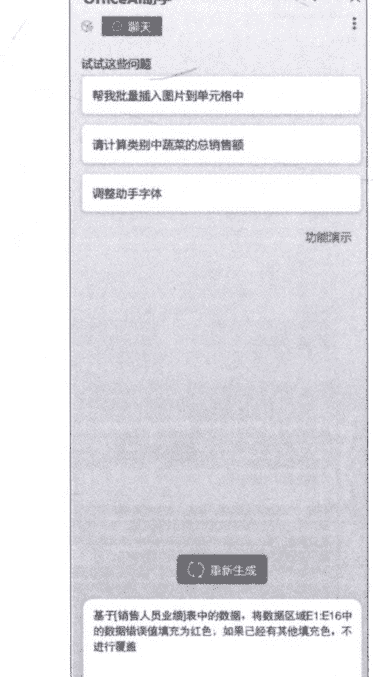 OfficeAI助手
聊天
试试这些问题
帮我批量插入图片到单元格中
请计算类别中蔬菜的总销售额
调整助手字体
功能演示
重新生成
基于[销售人员业绩]表中的数据，将数据区域E1:E16中
的数据错误值填充为红色；如果已经有其他填充色，不
进行覆盖